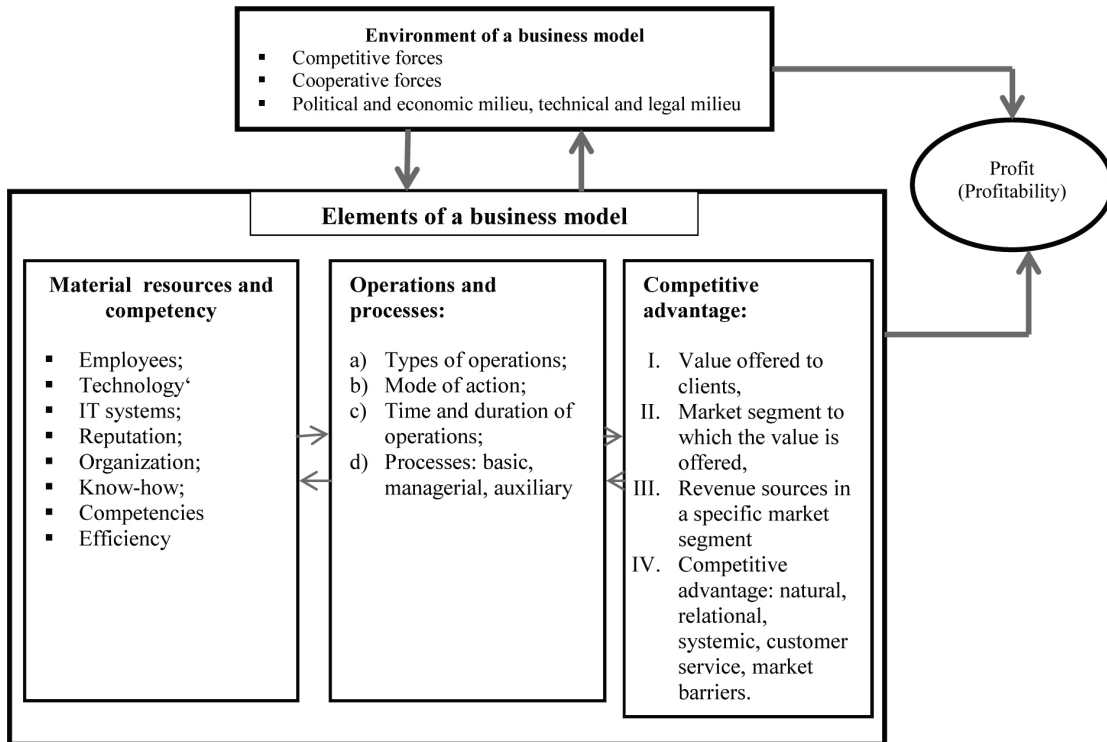 Environment of a business model
▪ Competitive forces
▪ Cooperative forces
▪ Political and economic milieu, technical and legal milieu
Profit
(Profitability)
Elements of a business model
Material resources and
competency
▪ Employees;
▪ Technology‘
▪ IT systems;
▪ Reputation;
▪ Organization;
▪ Know-how;
▪ Competencies
▪ Efficiency
Operations and
processes:
a) Types of operations;
b) Mode of action;
c) Time and duration of
operations;
d) Processes: basic,
managerial, auxiliary
Competitive
advantage:
I. Value offered to
clients,
II. Market segment to
which the value is
offered,
III. Revenue sources in
a specific market
segment
IV. Competitive
advantage: natural,
relational,
systemic, customer
service, market
barriers.